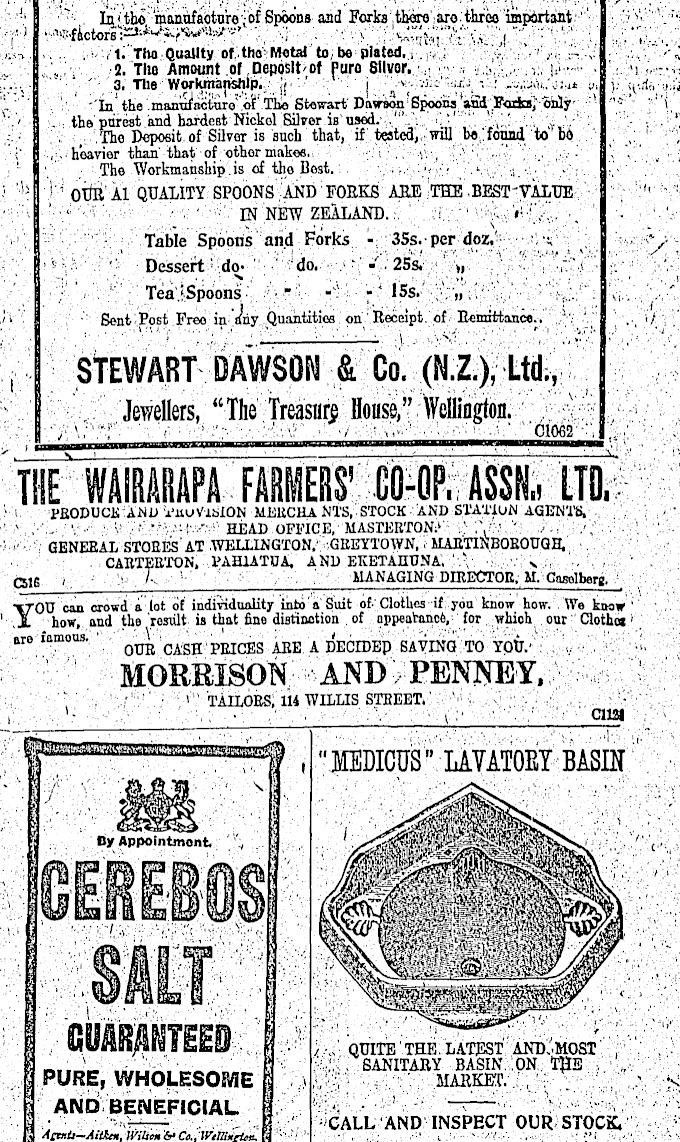 In the manufacture of Spoons and Forks there are three important
factors:—
1. The Quality of the Metal to be plated.
2. The Amount of Deposit of Pure Silver.
3. The Workmanship.
In the manufacture of The Stewart Dawson Spoons and Forks, only
the purest and hardest Nickel Silver is used.
The Deposit of Silver is such that, if tested, will be found to be
heavier than that of other makes.
The Workmanship is of the Best.
OUR A1 QUALITY SPOONS AND FORKS ARE THE BEST VALUE
IN NEW ZEALAND.
Table Spoons and Forks - 35s. per doz.
Dessert do. do. - 25s. „
Tea Spoons - - - 15s. „
Sent Post Free in any Quantities on Receipt of Remittance.
STEWART DAWSON & Co. (N.Z.), Ltd.,
Jewellers, "The Treasure House," Wellington.
C1062
THE WAIRARAPA FARMERS' CO-OP. ASSN., LTD.
PRODUCE AND PROVISION MERCHANTS, STOCK AND STATION AGENTS,
HEAD OFFICE, MASTERTON.
GENERAL STORES AT WELLINGTON, GREYTOWN, MARTINBOROUGH,
CARTERTON, PAHIATUA, AND EKETAHUNA.
C516 MANAGING DIRECTOR, M. Caselberg.
YOU can crowd a lot of individuality into a Suit of Clothes if you know how. We know
how, and the result is that fine distinction of appearance, for which our Clothes
are famous.
OUR CASH PRICES ARE A DECIDED SAVING TO YOU.
MORRISON AND PENNEY,
TAILORS, 114 WILLIS STREET.
By Appointment.
CEREBOS
SALT
GUARANTEED
PURE, WHOLESOME
AND BENEFICIAL
Agents—Aitken, Wilson & Co., Wellington.
"MEDICUS" LAVATORY BASIN
QUITE THE LATEST AND MOST
SANITARY BASIN ON THE
MARKET.
CALL AND INSPECT OUR STOCK.